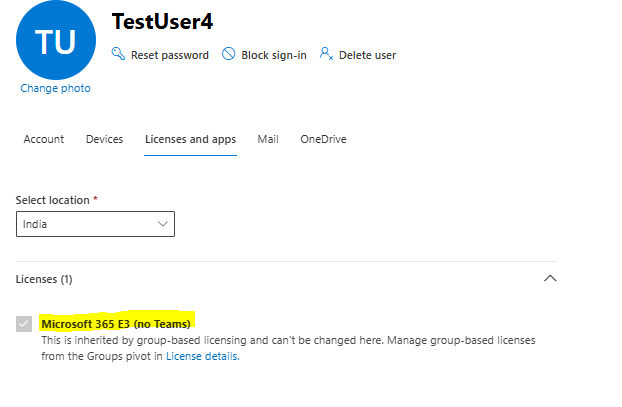 TU
TestUser4
Reset password Block sign-in Delete user
Change photo
Account Devices Licenses and apps Mail OneDrive
Select location *
India
Licenses (1)
Microsoft 365 E3 (no Teams)
This is inherited by group-based licensing and can't be changed here. Manage group-based licenses
from the Groups pivot in License details.